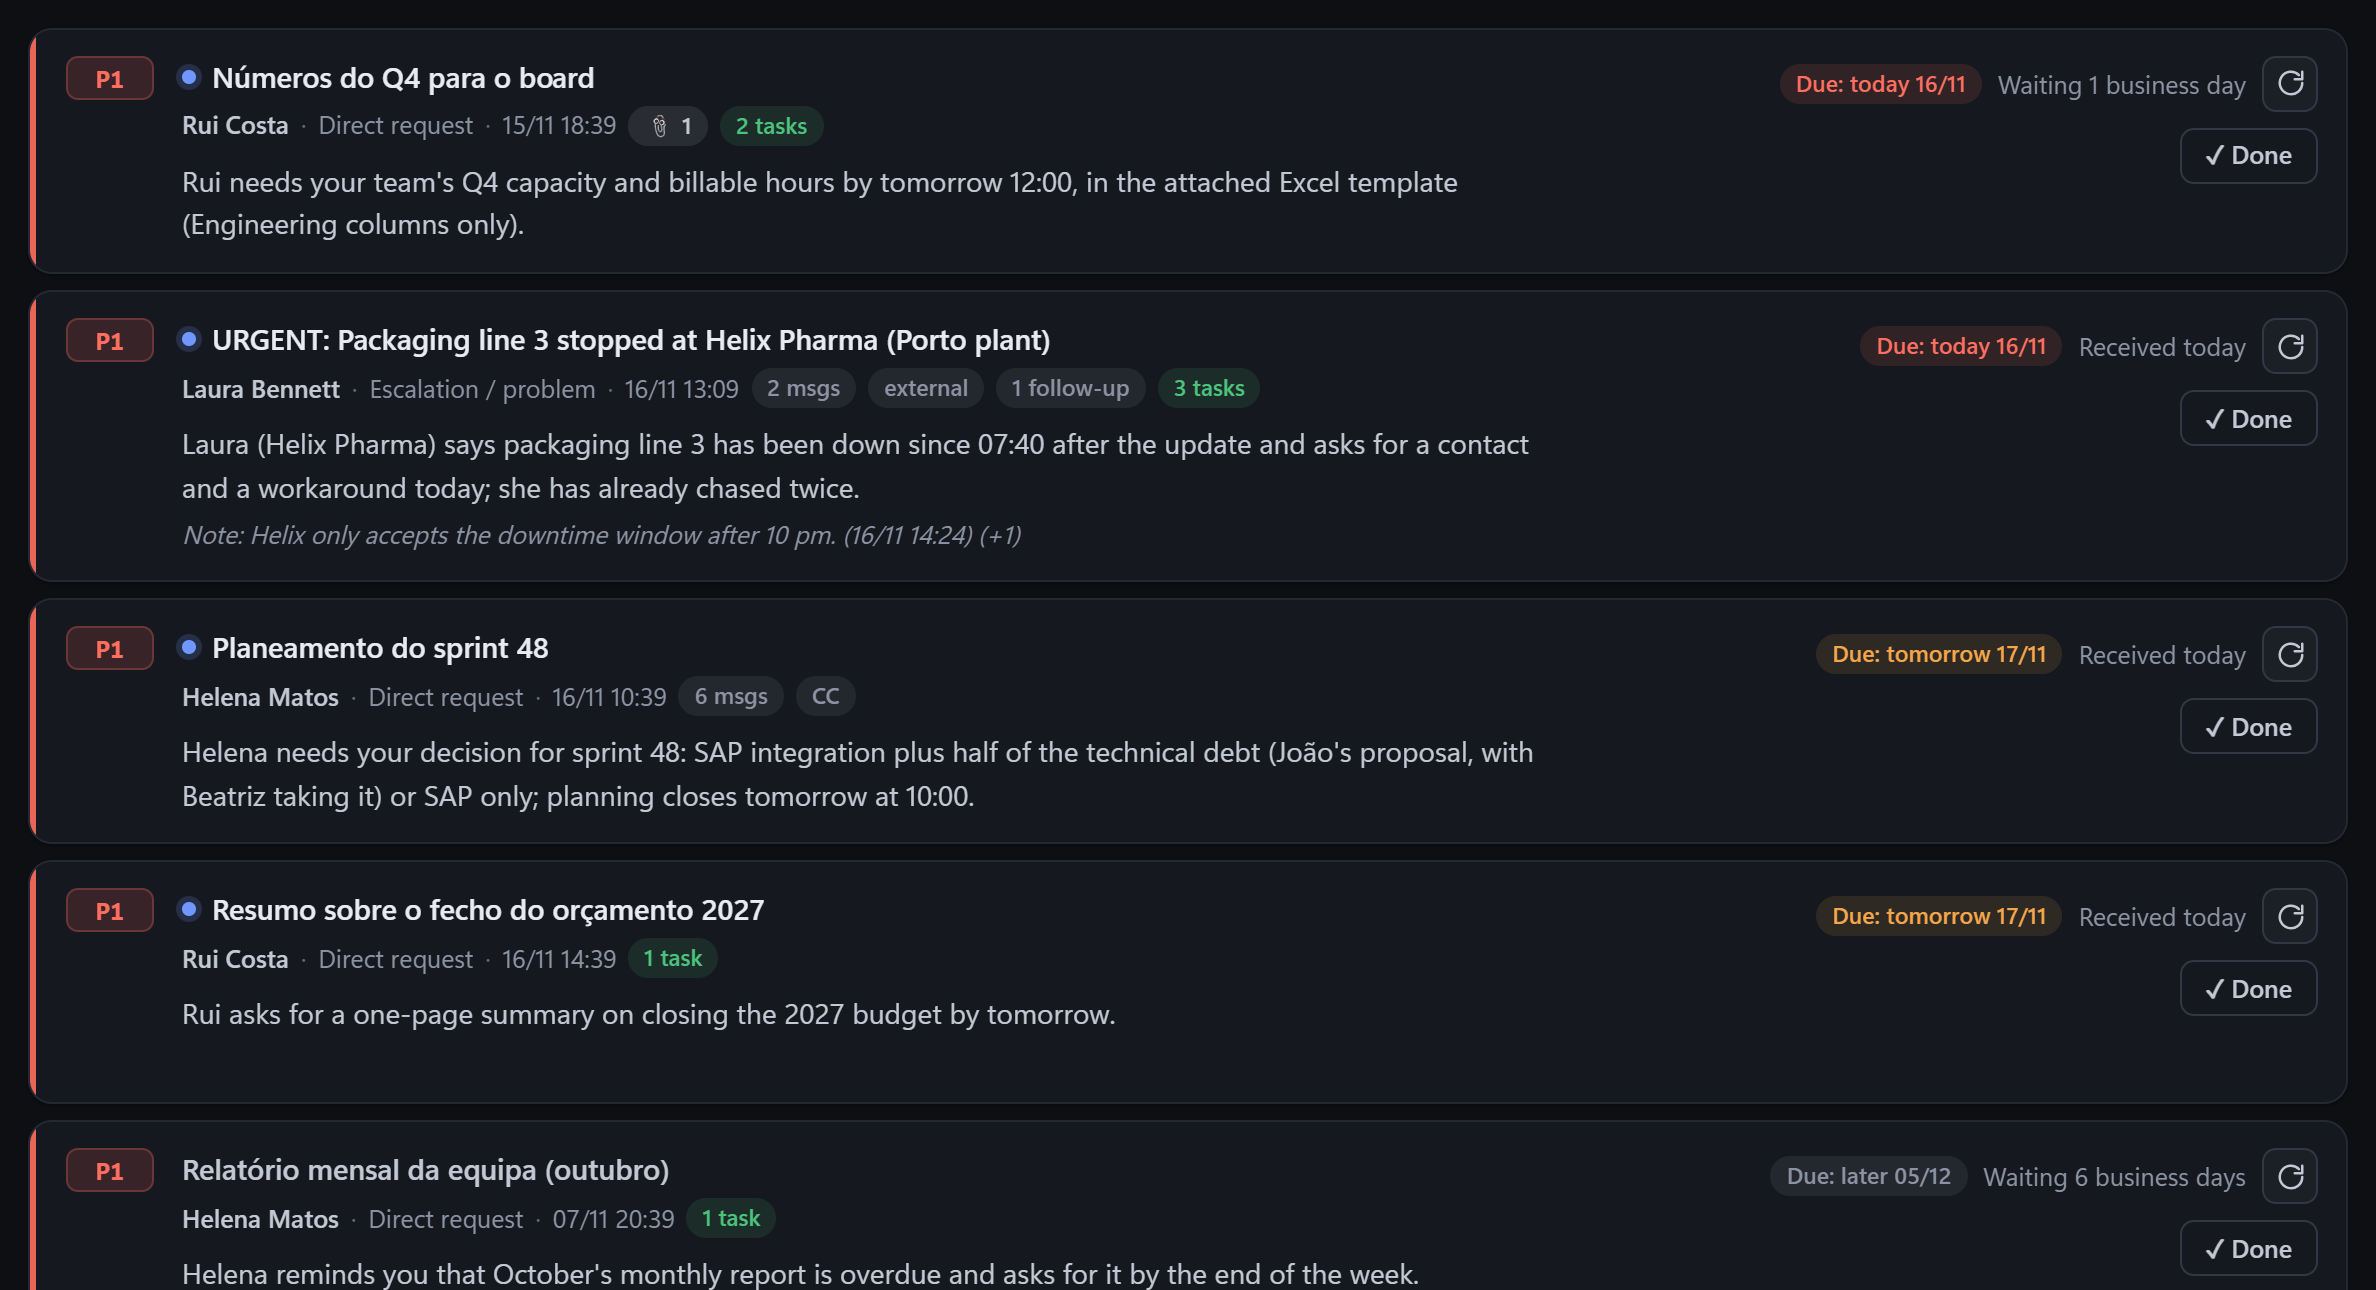 P1 Números do Q4 para o board Due: today 16/11 Waiting 1 business day
Rui Costa · Direct request · 15/11 18:39 1 2 tasks
✓ Done
Rui needs your team's Q4 capacity and billable hours by tomorrow 12:00, in the attached Excel template
(Engineering columns only).
P1 URGENT: Packaging line 3 stopped at Helix Pharma (Porto plant) Due: today 16/11 Received today
Laura Bennett · Escalation / problem · 16/11 13:09 2 msgs external 1 follow-up 3 tasks
✓ Done
Laura (Helix Pharma) says packaging line 3 has been down since 07:40 after the update and asks for a contact
and a workaround today; she has already chased twice.
Note: Helix only accepts the downtime window after 10 pm. (16/11 14:24) (+1)
P1 Planeamento do sprint 48 Due: tomorrow 17/11 Received today
Helena Matos · Direct request · 16/11 10:39 6 msgs CC
✓ Done
Helena needs your decision for sprint 48: SAP integration plus half of the technical debt (João's proposal, with
Beatriz taking it) or SAP only; planning closes tomorrow at 10:00.
P1 Resumo sobre o fecho do orçamento 2027 Due: tomorrow 17/11 Received today
Rui Costa · Direct request · 16/11 14:39 1 task
✓ Done
Rui asks for a one-page summary on closing the 2027 budget by tomorrow.
P1 Relatório mensal da equipa (outubro) Due: later 05/12 Waiting 6 business days
Helena Matos · Direct request · 07/11 20:39 1 task
✓ Done
Helena reminds you that October's monthly report is overdue and asks for it by the end of the week.